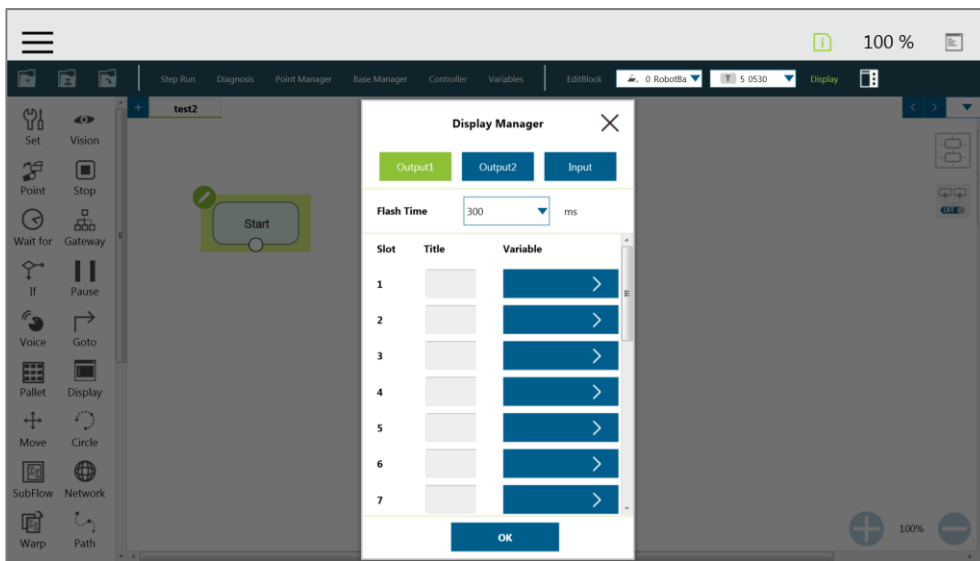 100 %
Step Run Diagnosis Point Manager Base Manager Controller Variables EditBlock 0 RobotBa T 5 0530 Display
+ test2
Set Vision
Point Stop
Wait for Gateway
If Pause
Voice Goto
Pallet Display
Move Circle
SubFlow Network
Warp Path
Start
OFF
Display Manager
Output1 Output2 Input
Flash Time 300 ms
Slot Title Variable
1
2
3
4
5
6
7
OK
100%